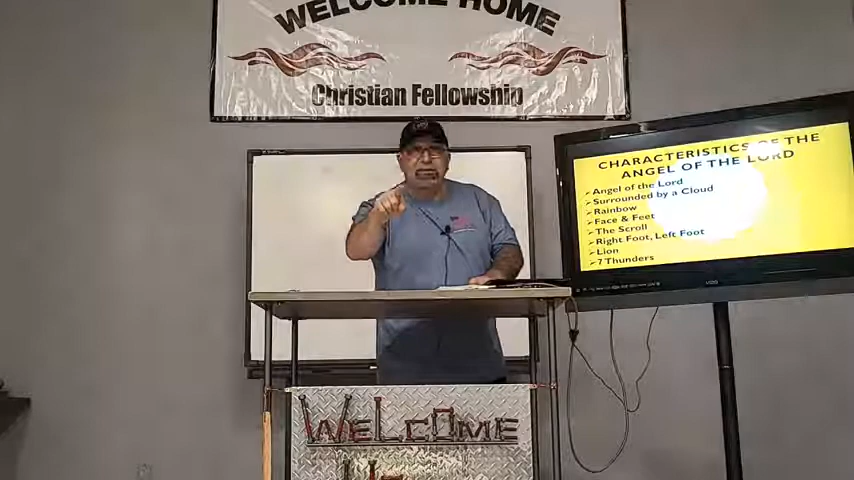 WELCOME HOME
Christian Fellowship
CHARACTERISTICS OF THE
ANGEL OF THE LORD
➢Angel of the Lord
➢Surrounded by a Cloud
➢Rainbow
➢Face & Feet
➢The Scroll
➢Right Foot, Left Foot
➢Lion
➢7 Thunders
VIZIO
WELCOME